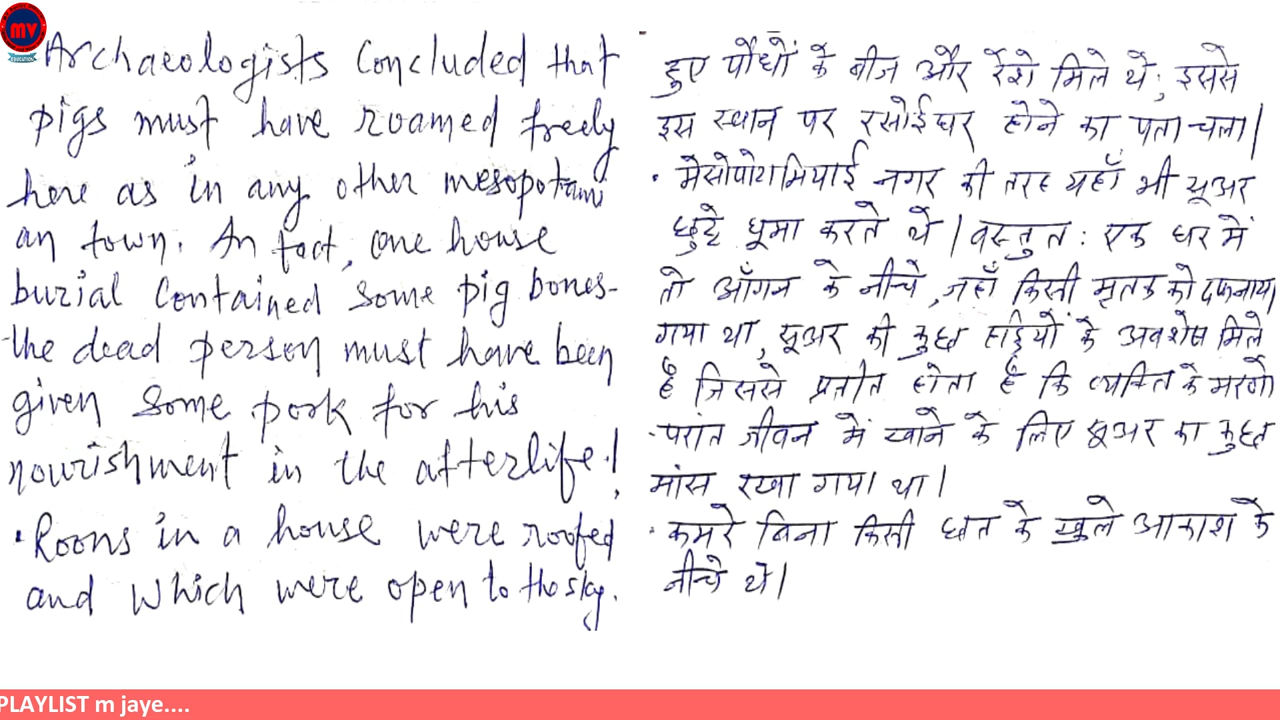 mv
EDUCATION
Archaeologists Concluded that
pigs must have roamed freely
here as in any other mesopotami
an town. In fact, one house
burial Contained some pig bones-
the dead person must have been
given some pork for his
nourishment in the afterlife.!
• Rooms in a house were roofed
and which were open to the sky.
हुए पौधों के बीज और रेशे मिले थे; इससे
इस स्थान पर रसोईघर होने का पता चला।
• मेसोपोटामियाई नगर की तरह यहाँ भी सूअर
छुट्टे घूमा करते थे। वस्तुतः एक घर में
तो आँगन के नीचे, जहाँ किसी मृतक को दफनाया
गया था, सूअर की कुछ हड्डियों के अवशेष मिले
हैं जिससे प्रतीत होता है कि व्यक्ति के मरणो
-परांत जीवन में खाने के लिए सूअर का कुछ
मांस रखा गया था।
• कमरे बिना किसी छत के खुले आकाश के
नीचे थे।
PLAYLIST m jaye....